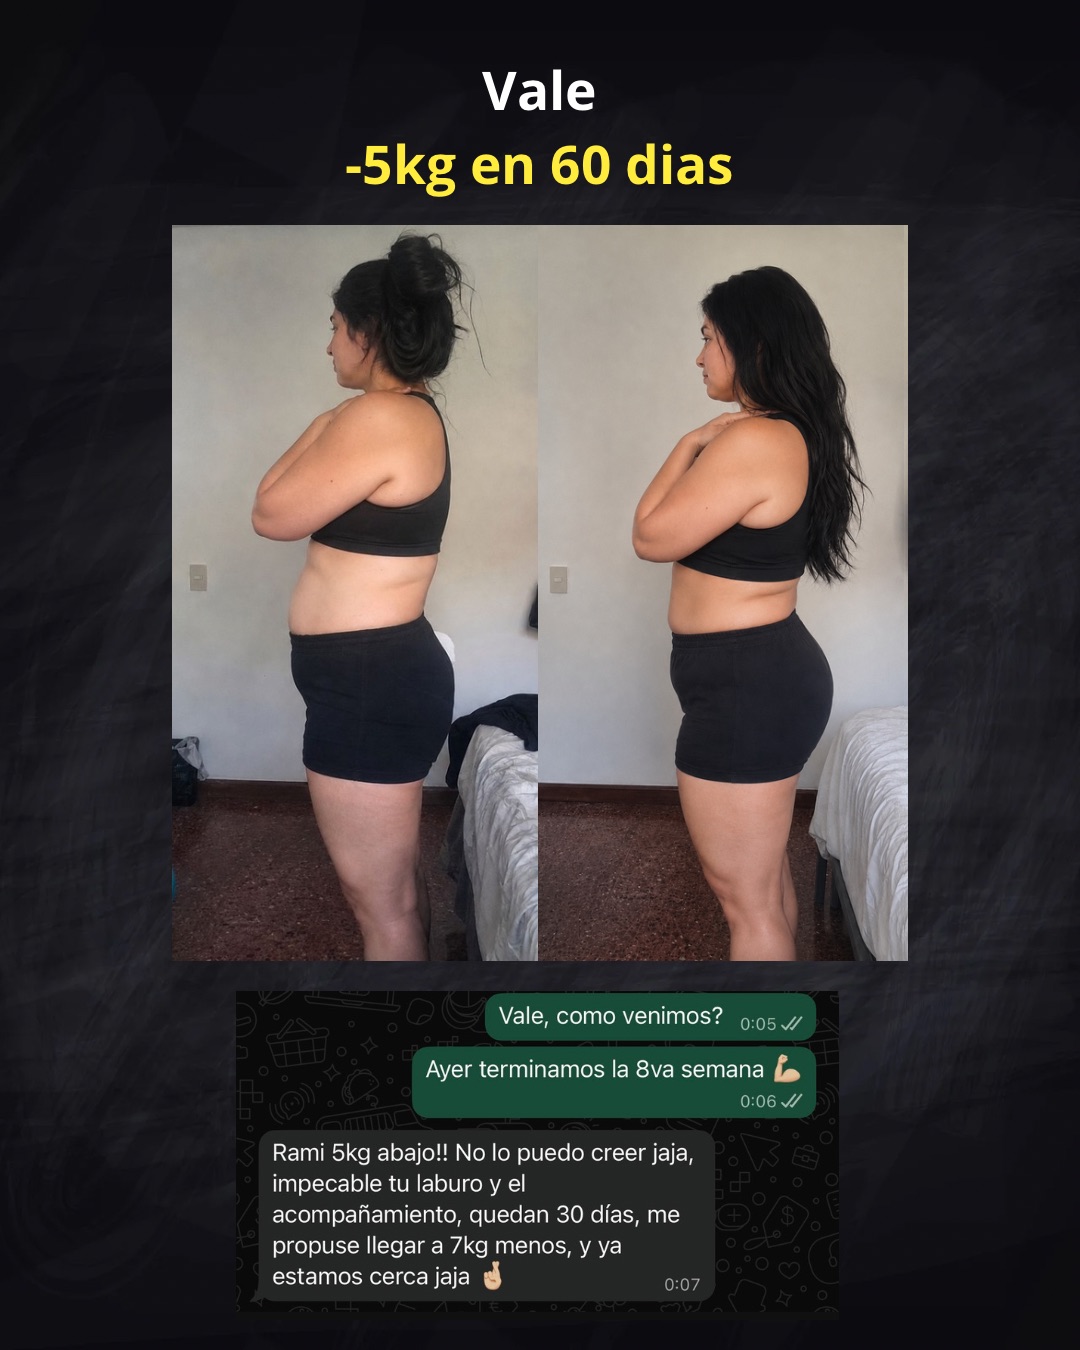 Vale
-5kg en 60 dias
Vale, como venimos? 0:05
Ayer terminamos la 8va semana 💪🏼
0:06
Rami 5kg abajo!! No lo puedo creer jaja,
impecable tu laburo y el
acompañamiento, quedan 30 días, me
propuse llegar a 7kg menos, y ya
estamos cerca jaja 🤞🏼 0:07